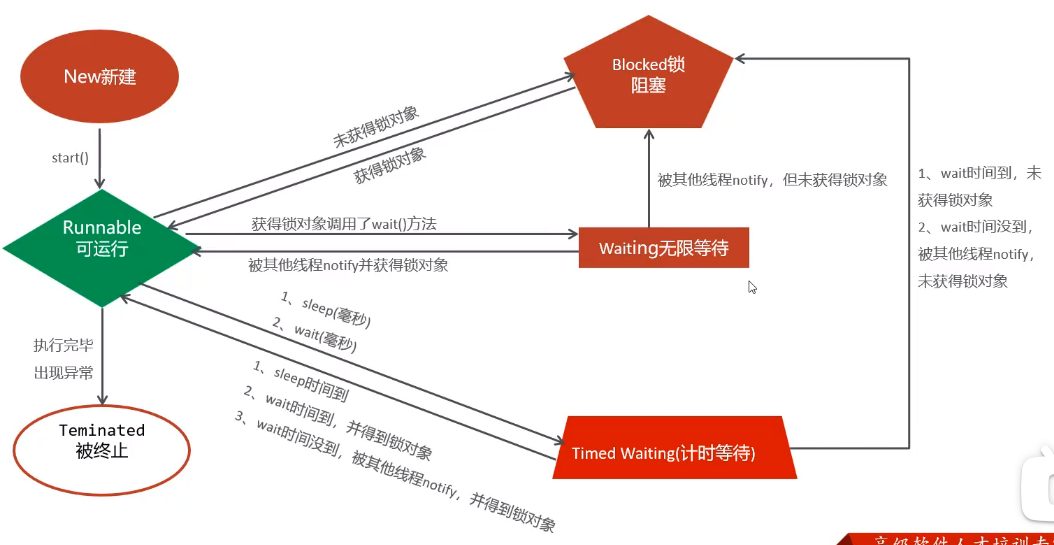 New新建
start()
Runnable
可运行
执行完毕
出现异常
Teminated
被终止
未获得锁对象
获得锁对象
Blocked锁
阻塞
获得锁对象调用了wait()方法
被其他线程notify并获得锁对象
Waiting无限等待
被其他线程notify，但未获得锁对象
1、wait时间到，未
获得锁对象
2、wait时间没到，
被其他线程notify，
未获得锁对象
1、sleep(毫秒)
2、wait(毫秒)
1、sleep时间到
2、wait时间到，并得到锁对象
3、wait时间没到，被其他线程notify，并得到锁对象
Timed Waiting(计时等待)
高级软件人才培训专